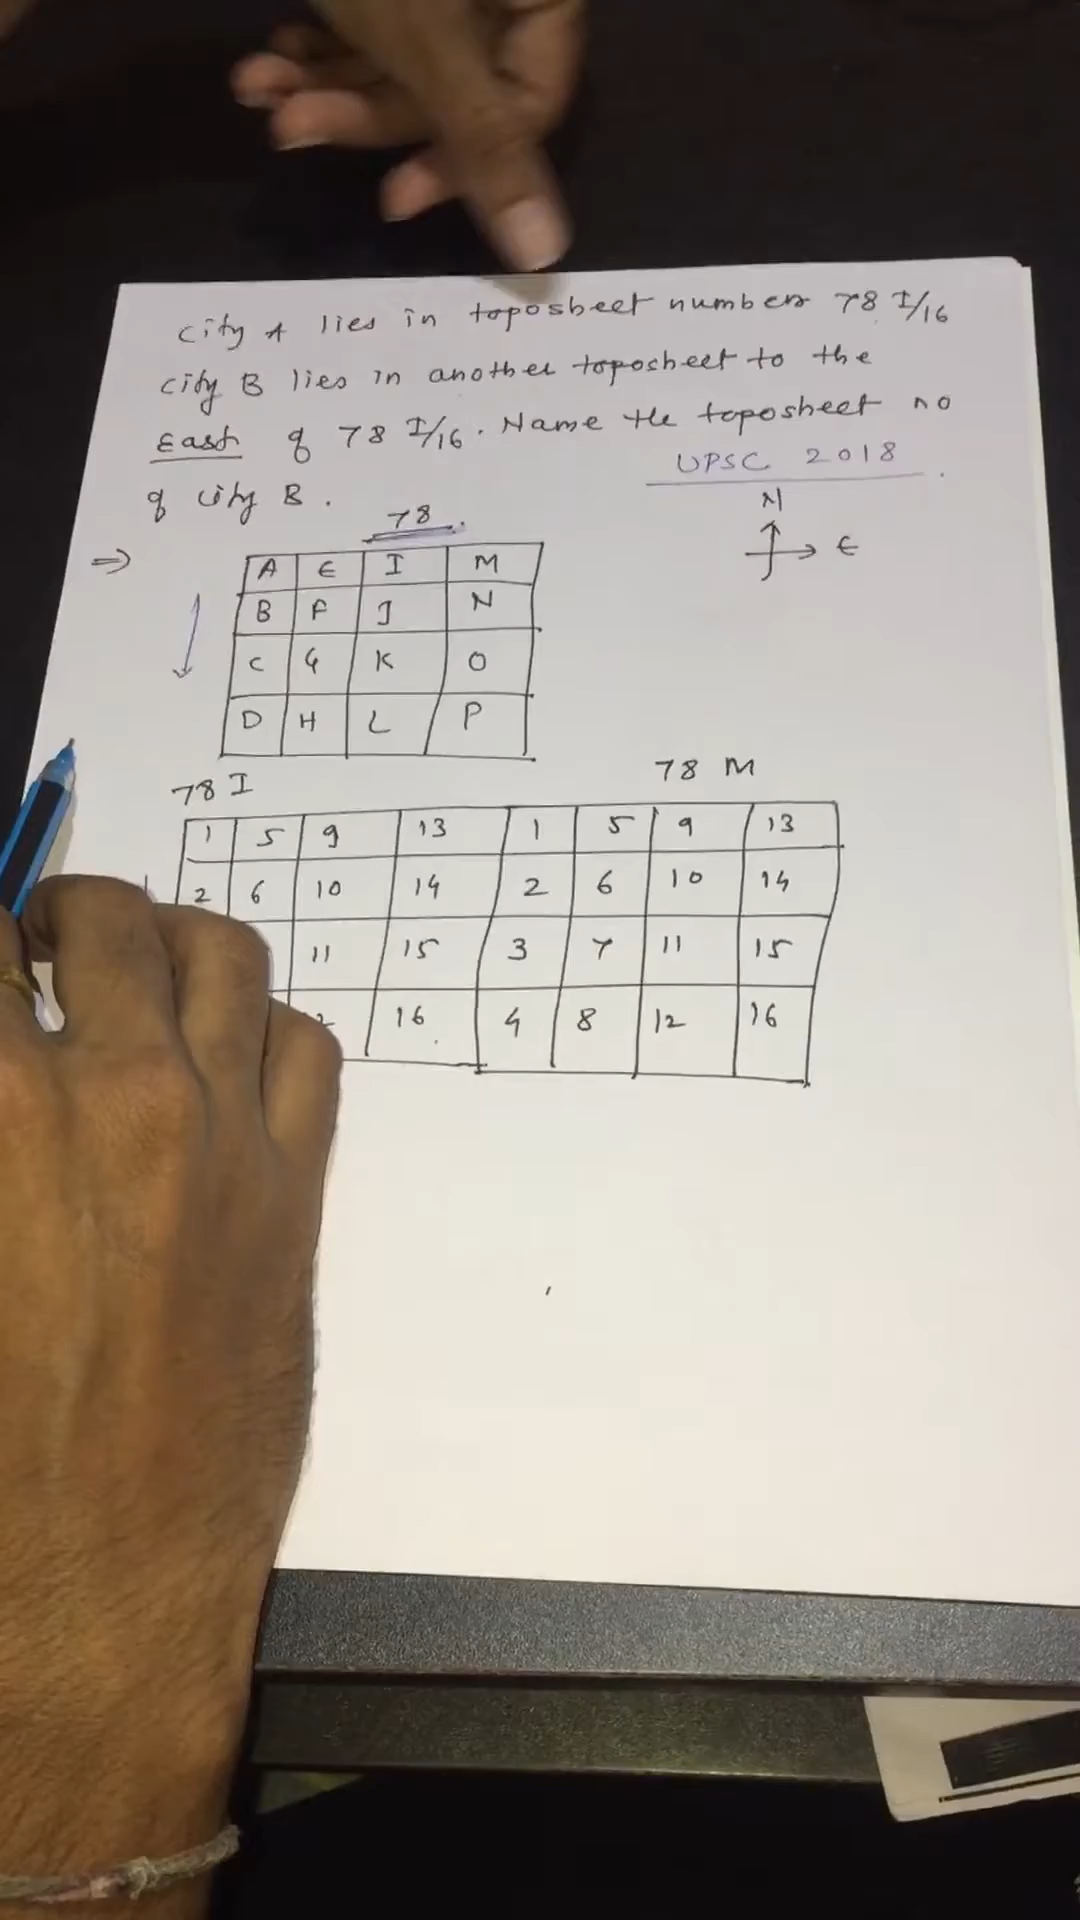 city A lies in toposheet number 78 I/16
city B lies in another toposheet to the
East of 78 I/16. Name the toposheet no
of city B.
UPSC 2018
N
E
⇒
78
A E I M
B F J N
C G K O
D H L P
78 I
78 M
1 5 9 13 1 5 9 13
2 6 10 14 2 6 10 14
11 15 3 7 11 15
16 4 8 12 16